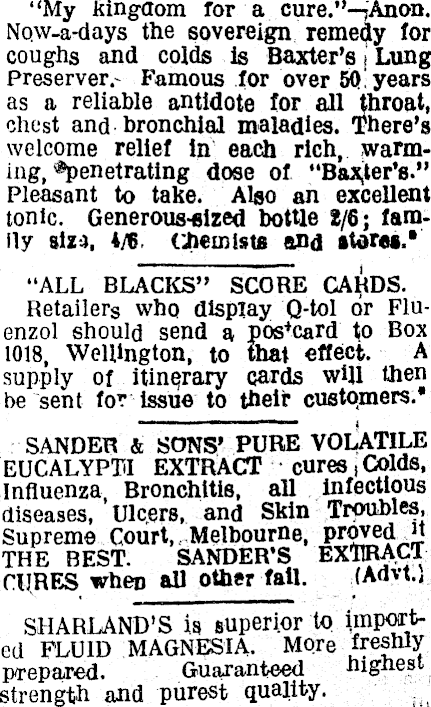 "My kingdom for a cure."—Anon.
Now-a-days the sovereign remedy for
coughs and colds is Baxter's Lung
Preserver. Famous for over 50 years
as a reliable antidote for all throat,
chest and bronchial maladies. There's
welcome relief in each rich, warm-
ing, penetrating dose of "Baxter's."
Pleasant to take. Also an excellent
tonic. Generous-sized bottle 2/6; fam-
ily size, 4/6. Chemists and stores.*
"ALL BLACKS" SCORE CARDS.
Retailers who display Q-tol or Flu-
enzol should send a postcard to Box
1018, Wellington, to that effect. A
supply of itinerary cards will then
be sent for issue to their customers.*
SANDER & SONS' PURE VOLATILE
EUCALYPTI EXTRACT cures Colds,
Influenza, Bronchitis, all infectious
diseases, Ulcers, and Skin Troubles,
Supreme Court, Melbourne, proved it
THE BEST. SANDER'S EXTRACT
CURES when all other fail. (Advt.)
SHARLAND'S is superior to import-
ed FLUID MAGNESIA. More freshly
prepared. Guaranteed highest
strength and purest quality.